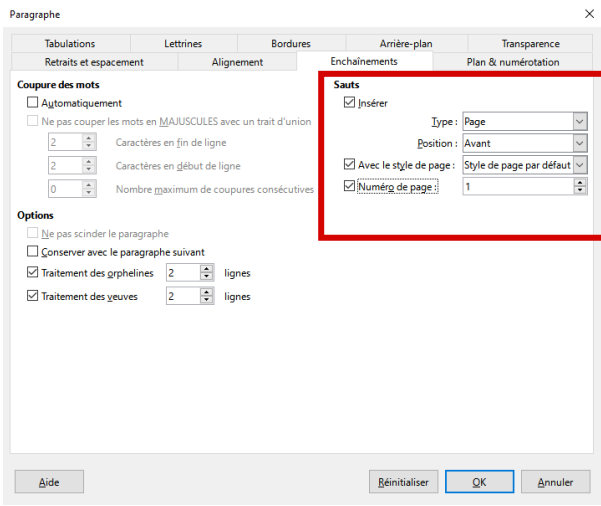 Paragraphe
Tabulations Lettrines Bordures Arrière-plan Transparence
Retraits et espacement Alignement Enchaînements Plan & numérotation
Coupure des mots
Automatiquement
Ne pas couper les mots en MAJUSCULES avec un trait d'union
2 Caractères en fin de ligne
2 Caractères en début de ligne
0 Nombre maximum de coupures consécutives
Options
Ne pas scinder le paragraphe
Conserver avec le paragraphe suivant
Traitement des orphelines 2 lignes
Traitement des veuves 2 lignes
Sauts
Insérer
Type : Page
Position : Avant
Avec le style de page : Style de page par défaut
Numéro de page : 1
Aide Réinitialiser OK Annuler